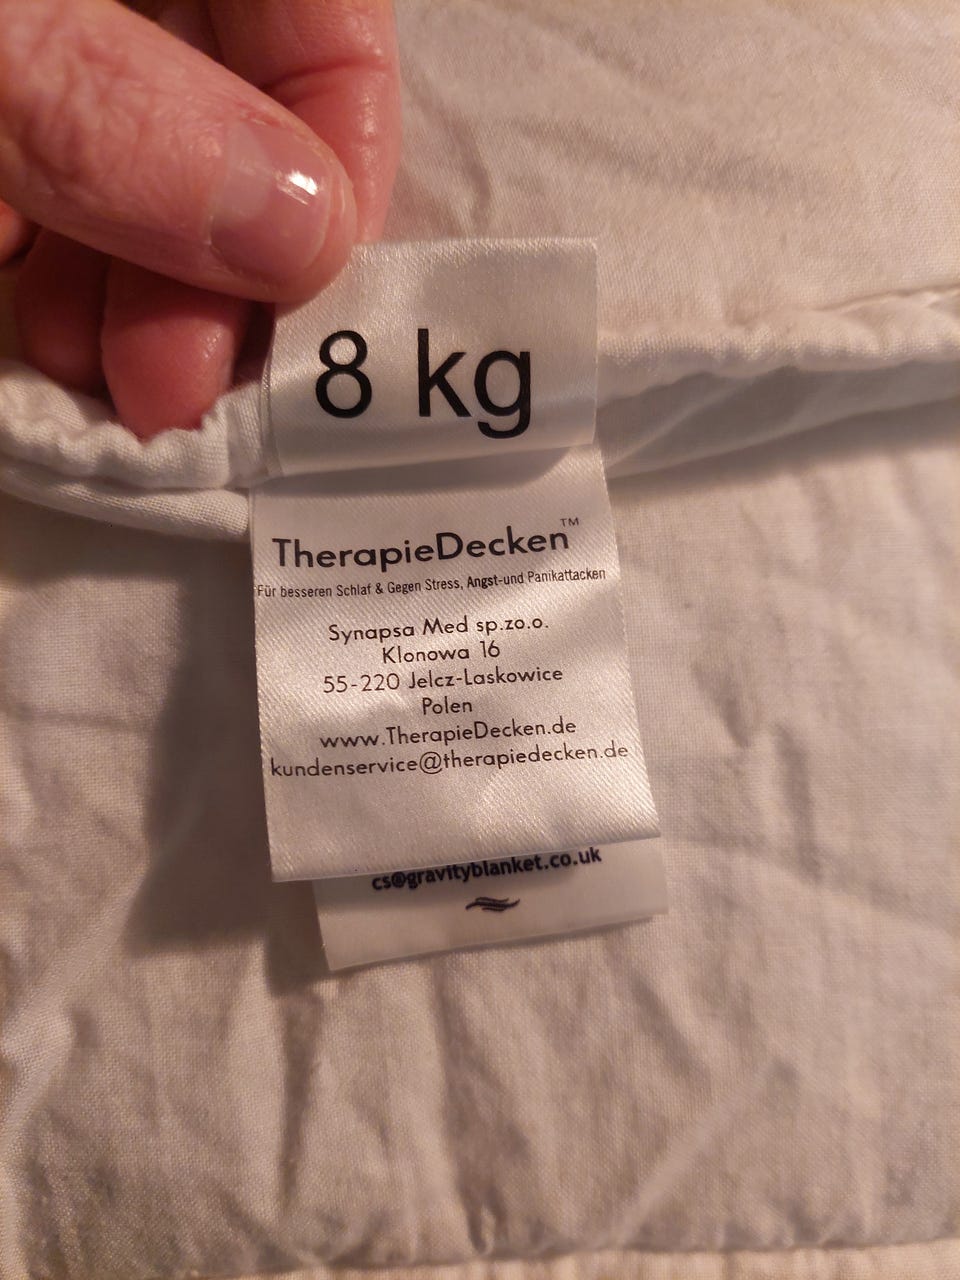 8 kg
TherapieDecken™
Für besseren Schlaf & Gegen Stress, Angst-und Panikattacken
Synapsa Med sp.zo.o.
Klonowa 16
55-220 Jelcz-Laskowice
Polen
www.TherapieDecken.de
kundenservice@therapiedecken.de
cs@gravityblanket.co.uk